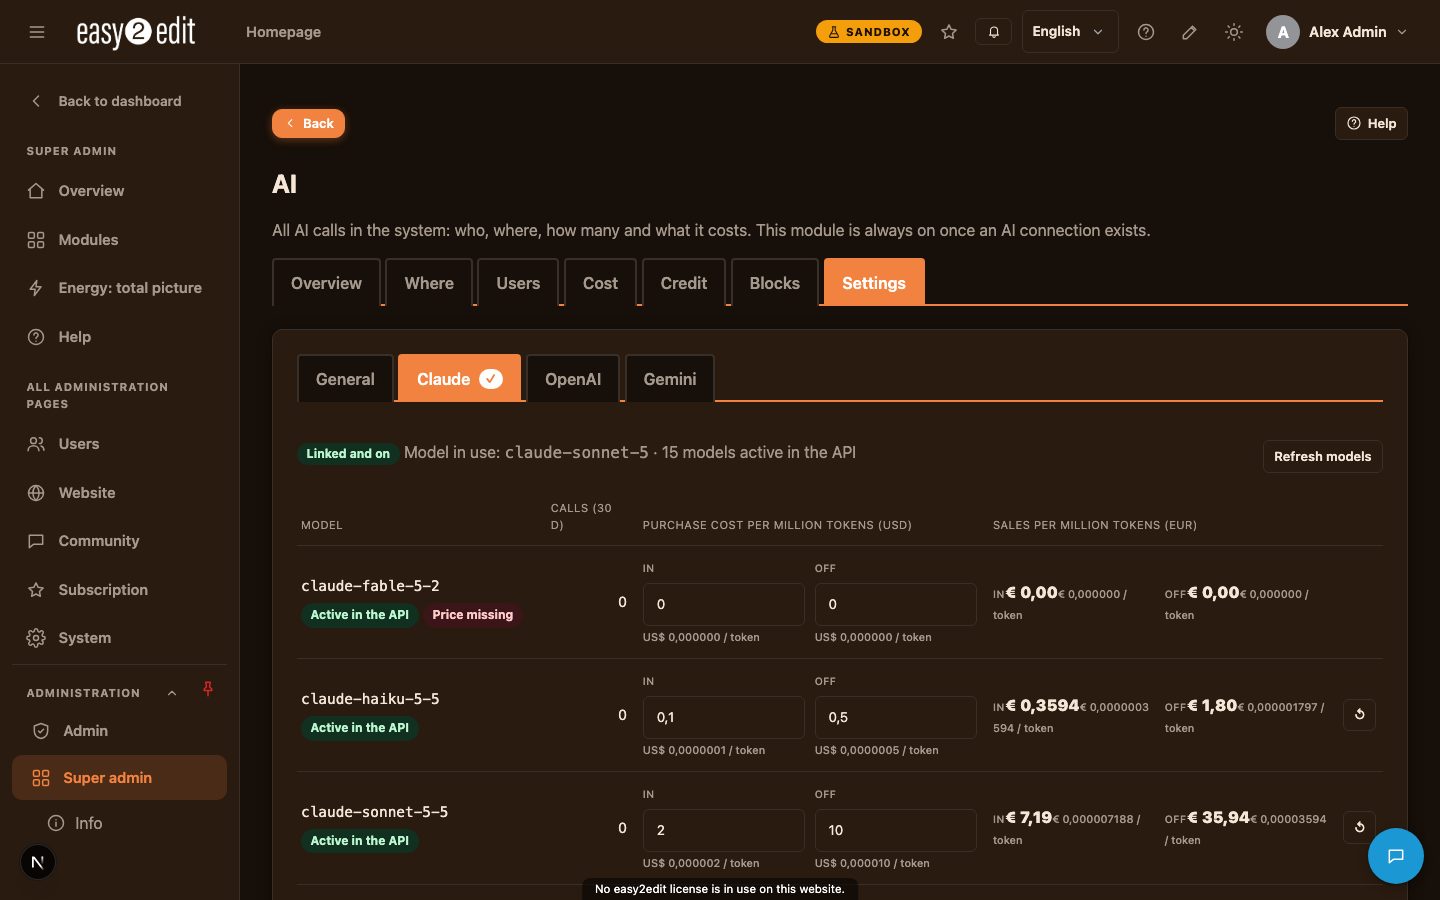 easy2edit
Homepage
SANDBOX
English
A
Alex Admin
Back to dashboard
SUPER ADMIN
Overview
Modules
Energy: total picture
Help
ALL ADMINISTRATION
PAGES
Users
Website
Community
Subscription
System
ADMINISTRATION
Admin
Super admin
Info
N
Back
Help
AI
All AI calls in the system: who, where, how many and what it costs. This module is always on once an AI connection exists.
Overview
Where
Users
Cost
Credit
Blocks
Settings
General
Claude
OpenAI
Gemini
Linked and on Model in use: claude-sonnet-5 · 15 models active in the API
Refresh models
MODEL
CALLS (30
D)
PURCHASE COST PER MILLION TOKENS (USD)
SALES PER MILLION TOKENS (EUR)
claude-fable-5-2
Active in the API
Price missing
0
IN
0
US$ 0,000000 / token
OFF
0
US$ 0,000000 / token
IN€ 0,00€ 0,000000 /
token
OFF€ 0,00€ 0,000000 /
token
claude-haiku-5-5
Active in the API
0
IN
0,1
US$ 0,0000001 / token
OFF
0,5
US$ 0,0000005 / token
IN€ 0,3594€ 0,0000003
594 / token
OFF€ 1,80€ 0,000001797 /
token
claude-sonnet-5-5
Active in the API
0
IN
2
US$ 0,000002 / token
OFF
10
US$ 0,000010 / token
IN€ 7,19€ 0,000007188 /
token
OFF€ 35,94€ 0,00003594
/ token
No easy2edit license is in use on this website.